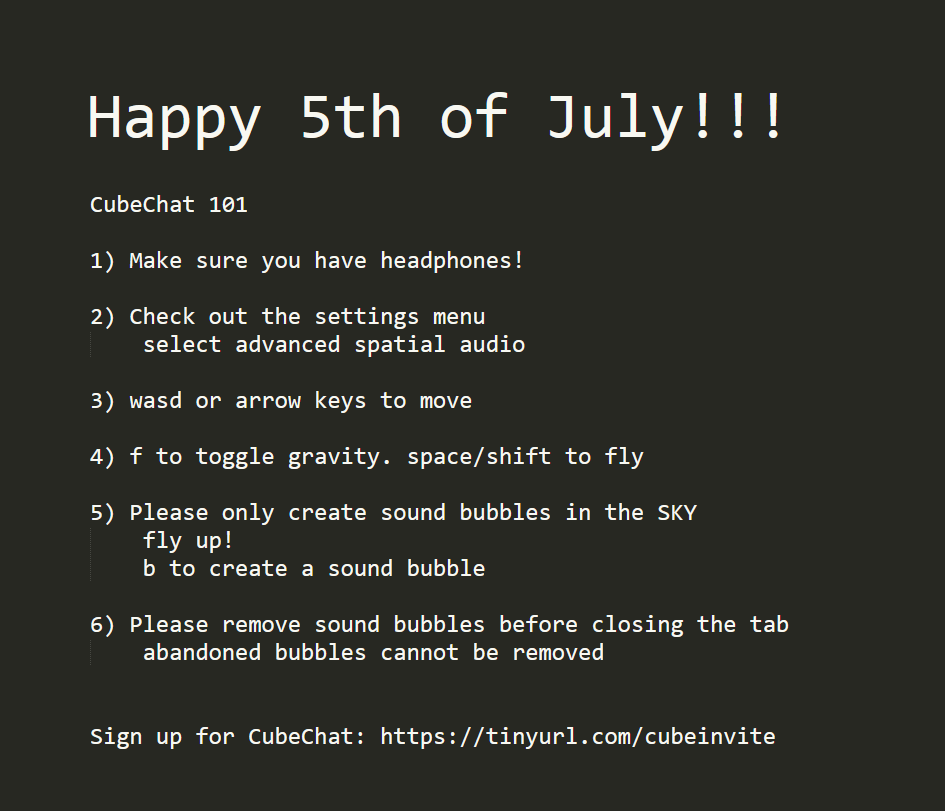 Happy 5th of July!!!
CubeChat 101
1) Make sure you have headphones!
2) Check out the settings menu
select advanced spatial audio
3) wasd or arrow keys to move
4) f to toggle gravity. space/shift to fly
5) Please only create sound bubbles in the SKY
fly up!
b to create a sound bubble
6) Please remove sound bubbles before closing the tab
abandoned bubbles cannot be removed
Sign up for CubeChat: https://tinyurl.com/cubeinvite